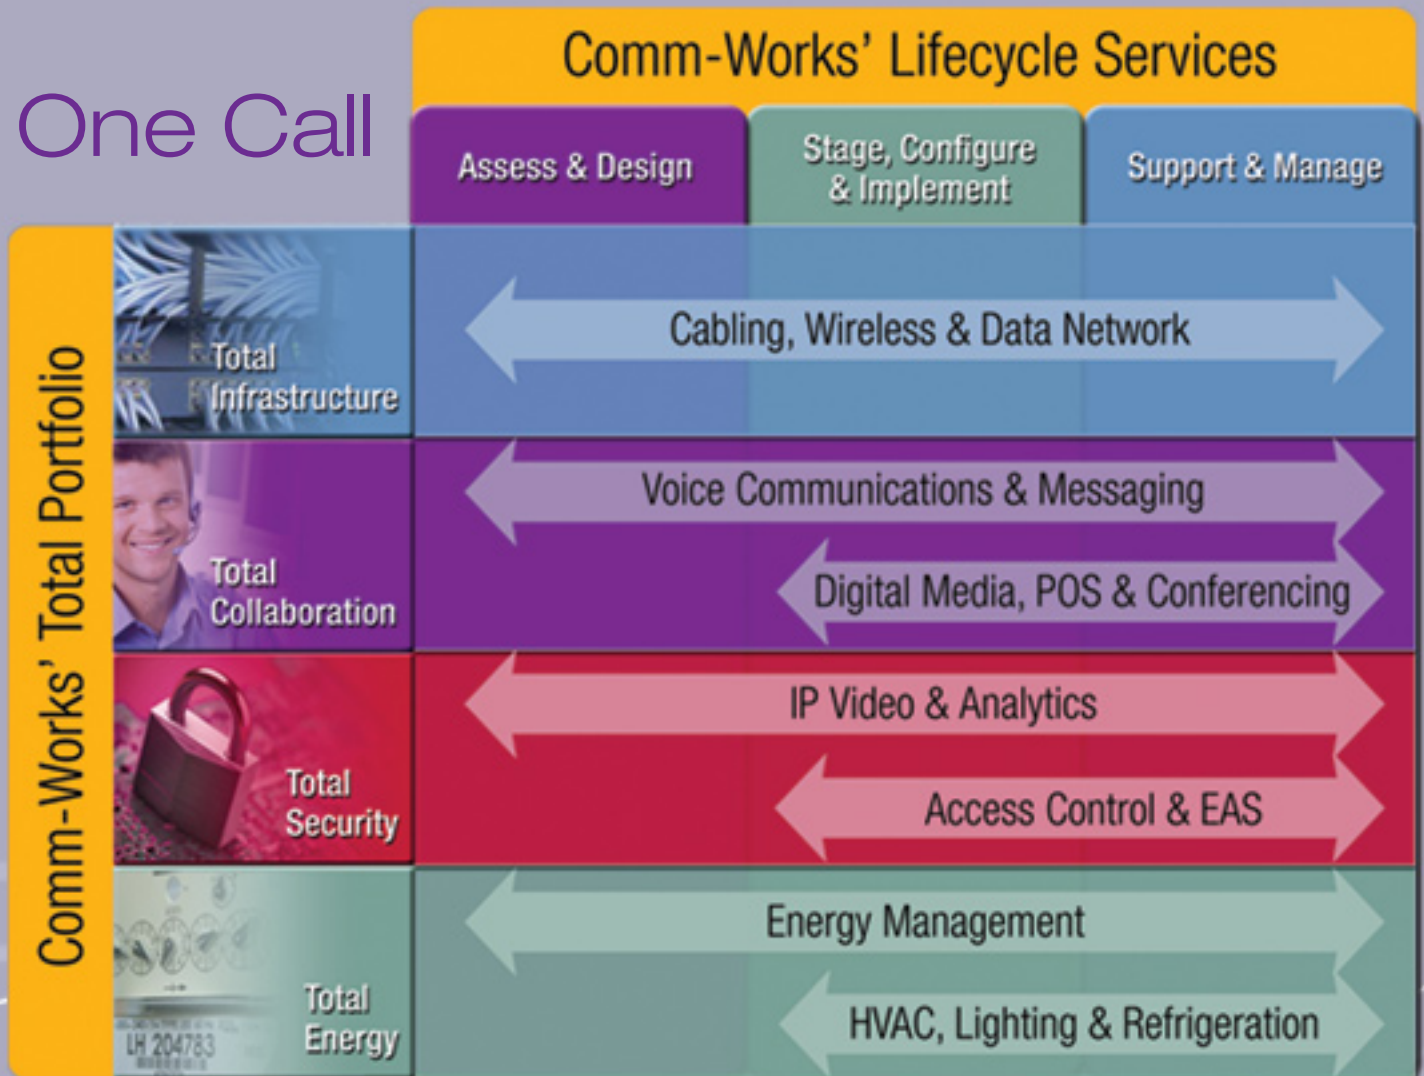 Comm-Works’ Lifecycle Services
One Call
Assess & Design
Stage, Configure
& Implement
Support & Manage
Comm-Works’ Total Portfolio
Total
Infrastructure
Cabling, Wireless & Data Network
Total
Collaboration
Voice Communications & Messaging
Digital Media, POS & Conferencing
Total
Security
IP Video & Analytics
Access Control & EAS
Total
Energy
Energy Management
HVAC, Lighting & Refrigeration
LH 204783